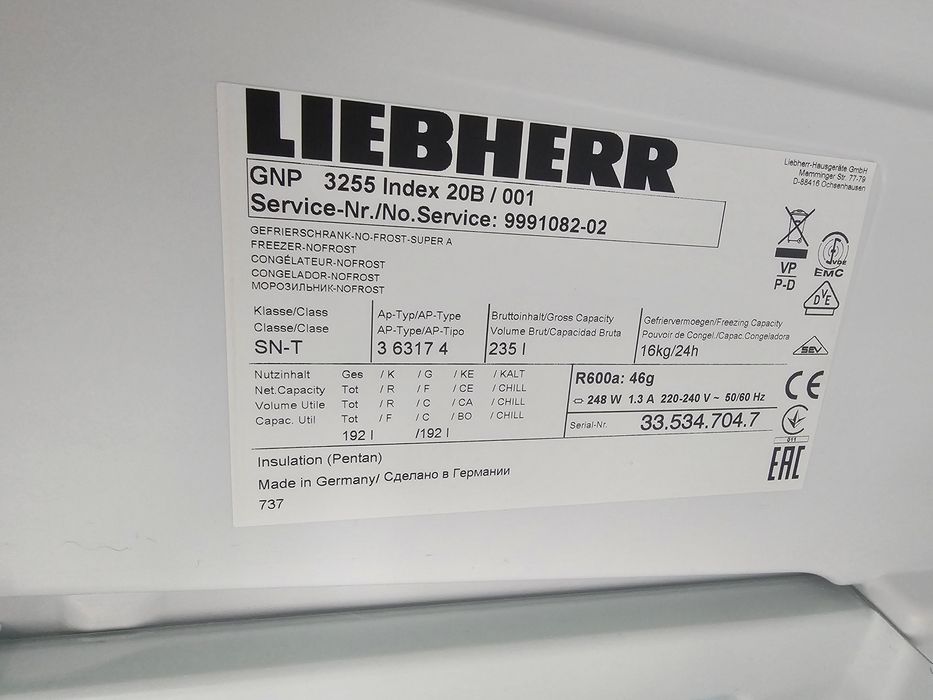 LIEBHERR
GNP 3255 Index 20B / 001
Service-Nr./No.Service: 9991082-02
Liebherr-Hausgeräte GmbH
Memminger Str. 77-79
D-88416 Ochsenhausen
GEFRIERSCHRANK-NO-FROST-SUPER A
FREEZER-NOFROST
CONGÉLATEUR-NOFROST
CONGELADOR-NOFROST
МОРОЗИЛЬНИК-NOFROST
VP
P-D
VDE
EMC
DVE
Klasse/Class
Classe/Clase
SN-T
Ap-Typ/AP-Type
AP-Type/AP-Tipo
3 6317 4
Bruttoinhalt/Gross Capacity
Volume Brut/Capacidad Bruta
235 l
Gefriervermoegen/Freezing Capacity
Pouvoir de Congel./Capac.Congeladora
16kg/24h
SEV
Nutzinhalt Ges / K / G / KE / KALT
Net.Capacity Tot / R / F / CE / CHILL
Volume Utile Tot / R / C / CA / CHILL
Capac. Util Tot / F / C / BO / CHILL
192 l /192 l
R600a: 46g
248 W 1.3 A 220-240 V ~ 50/60 Hz
Serial-Nr. 33.534.704.7
CE
011
EAC
Insulation (Pentan)
Made in Germany/ Сделано в Германии
737